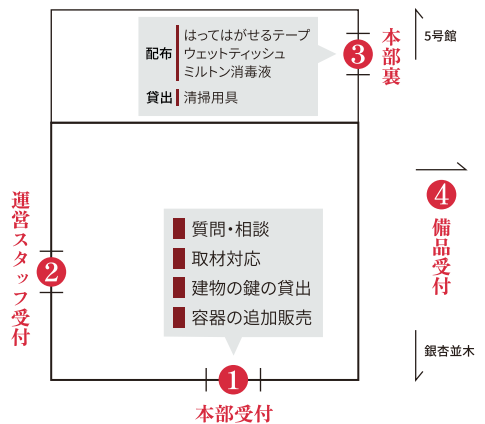 配布
はってはがせるテープ
ウェットティッシュ
ミルトン消毒液
貸出
清掃用具
3
本部裏
5号館
4
備品受付
運営スタッフ受付
2
質問・相談
取材対応
建物の鍵の貸出
容器の追加販売
銀杏並木
1
本部受付